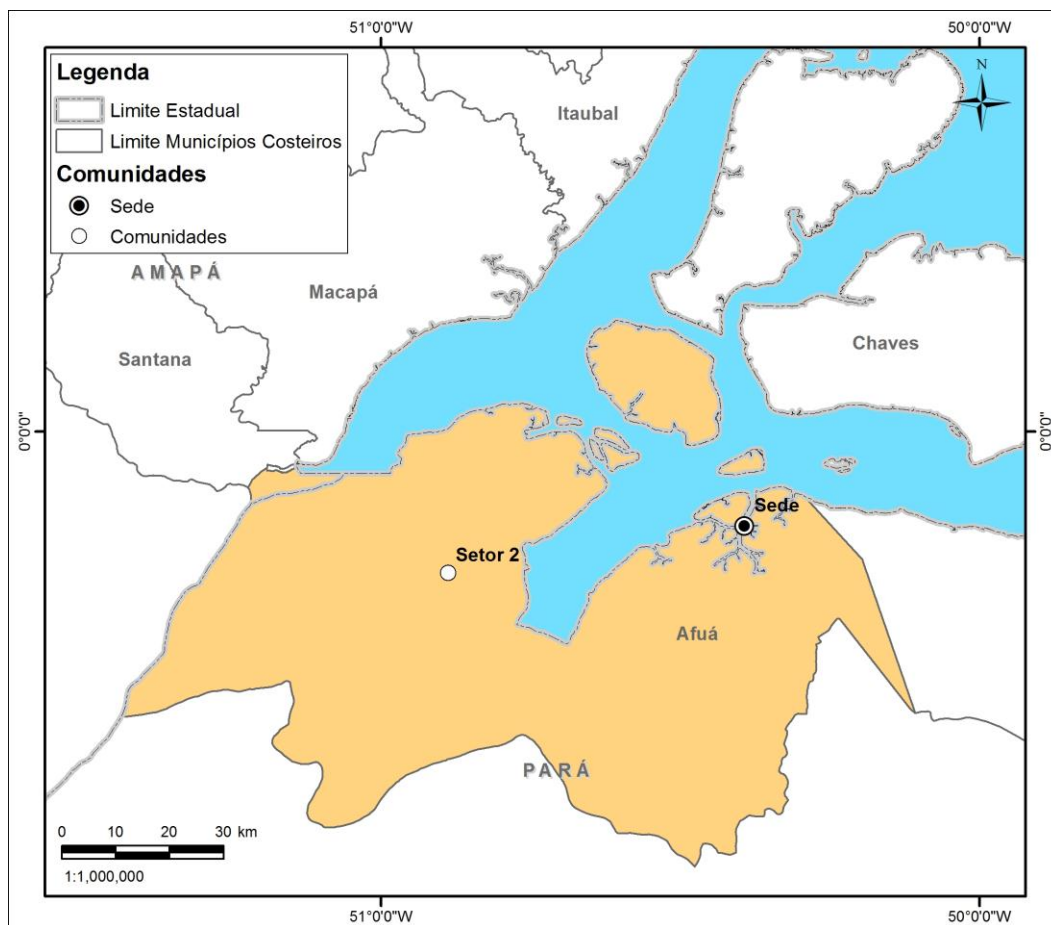 51°0'0"W
50°0'0"W
Legenda
Limite Estadual
Limite Municípios Costeiros
Comunidades
Sede
Comunidades
N
Itaubal
AMAPÁ
Macapá
Santana
Chaves
0°0'0"
0°0'0"
Sede
Setor 2
Afuá
PARÁ
0 10 20 30 km
1:1,000,000
51°0'0"W
50°0'0"W